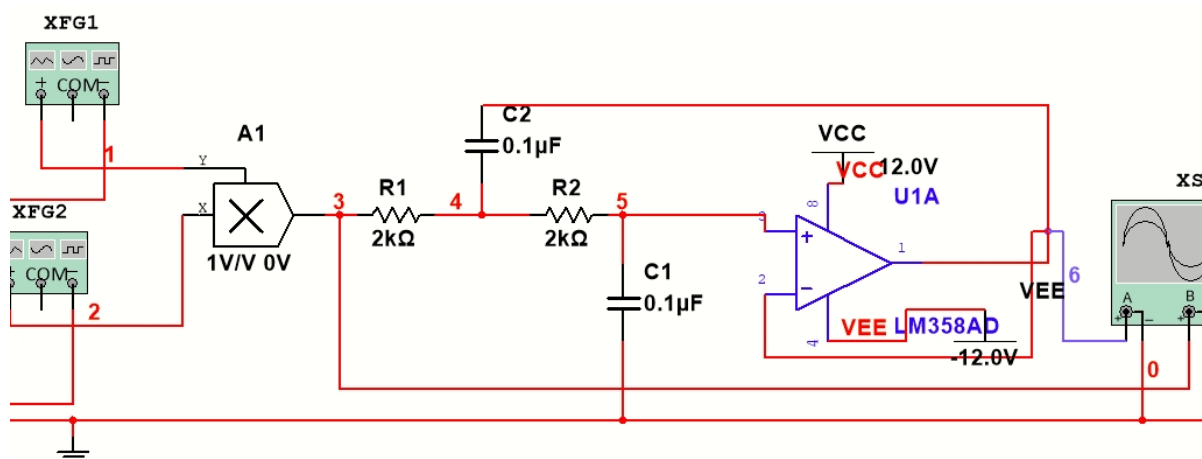 XFG1
COM
1
XFG2
COM
2
A1
Y
X
1V/V 0V
3
R1
2kΩ
4
C2
0.1µF
R2
2kΩ
5
C1
0.1µF
VCC
VCC
12.0V
U1A
3
2
8
4
1
VEE
LM358AD
VEE
-12.0V
6
XS
A
B
0